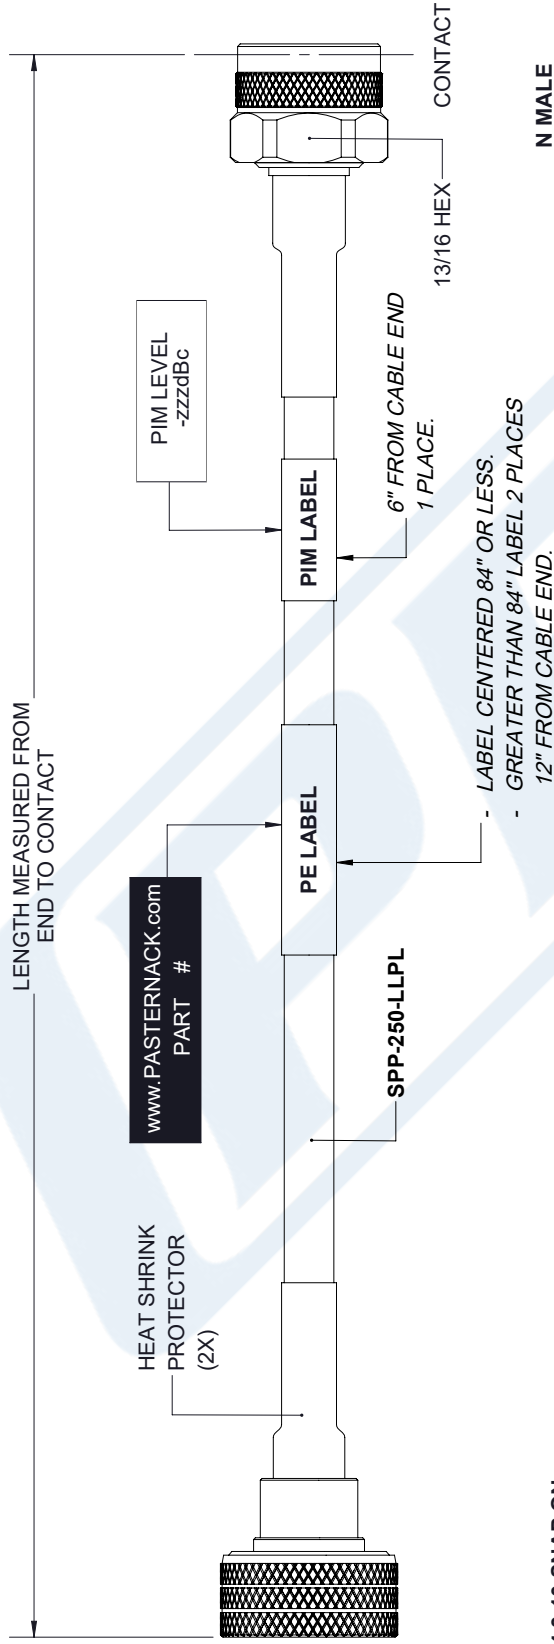 LENGTH MEASURED FROM
END TO CONTACT
www.PASTERNACK.com
PART #
PIM LEVEL
-zzzdBc
HEAT SHRINK
PROTECTOR
(2X)
PE LABEL
PIM LABEL
SPP-250-LLPL
6" FROM CABLE END
1 PLACE.
13/16 HEX
CONTACT
- LABEL CENTERED 84" OR LESS.
- GREATER THAN 84" LABEL 2 PLACES
12" FROM CABLE END.
N MALE